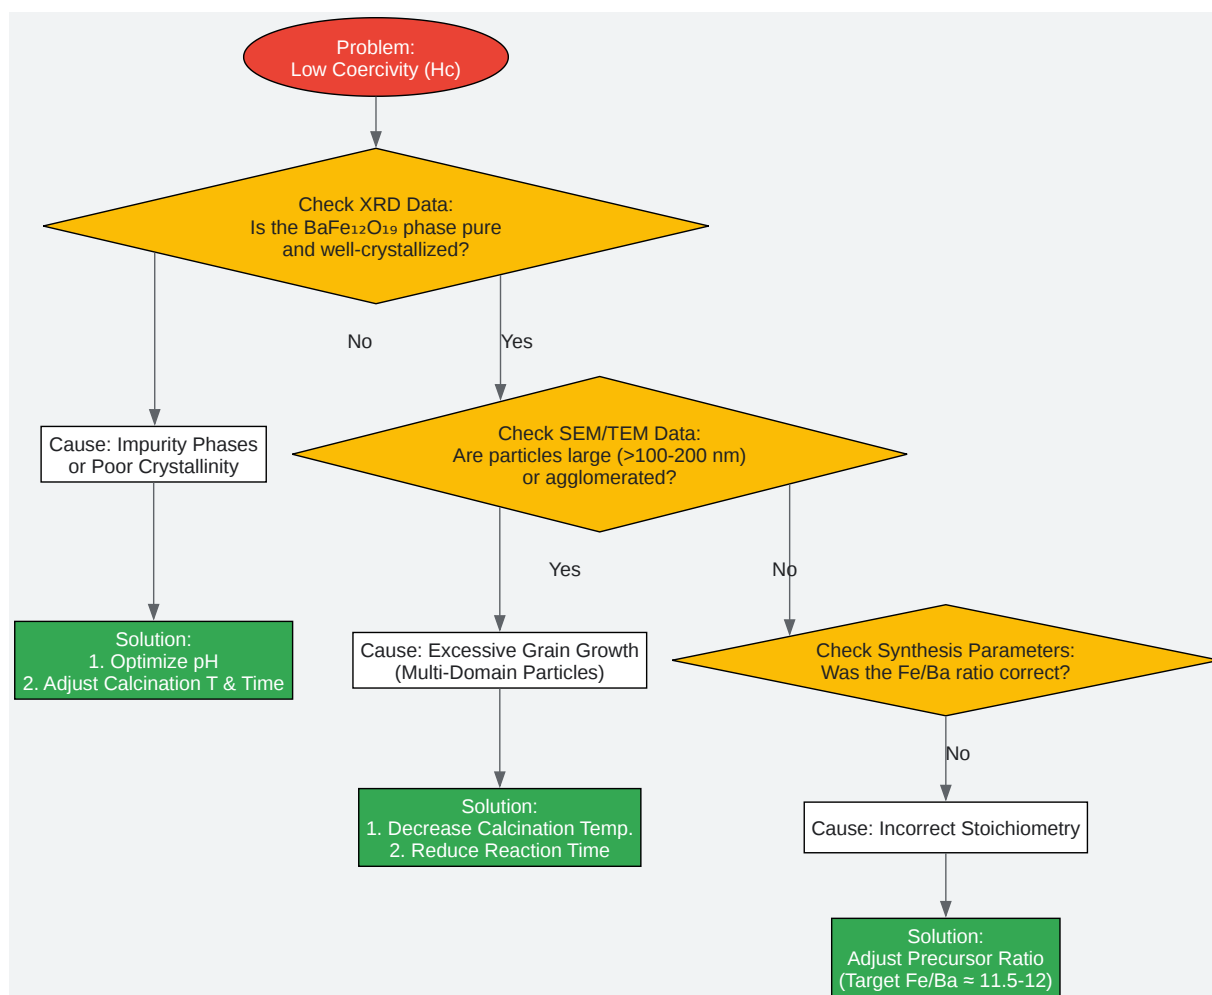 Problem:
Low Coercivity (Hc)
Check XRD Data:
Is the BaFe₁₂O₁₉ phase pure
and well-crystallized?
No
Yes
Cause: Impurity Phases
or Poor Crystallinity
Check SEM/TEM Data:
Are particles large (>100-200 nm)
or agglomerated?
Yes
No
Solution:
1. Optimize pH
2. Adjust Calcination T & Time
Cause: Excessive Grain Growth
(Multi-Domain Particles)
Check Synthesis Parameters:
Was the Fe/Ba ratio correct?
No
Solution:
1. Decrease Calcination Temp.
2. Reduce Reaction Time
Cause: Incorrect Stoichiometry
Solution:
Adjust Precursor Ratio
(Target Fe/Ba ≈ 11.5-12)